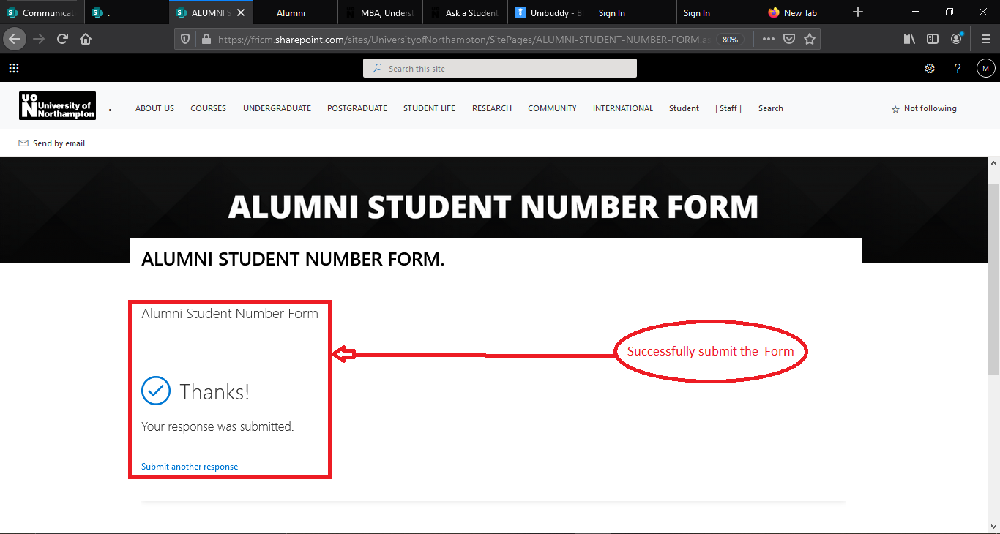 Communicati
.
ALUMNI S
Alumni
MBA, Underst
Ask a Student
Unibuddy - B
Sign In
Sign In
New Tab
https://fricm.sharepoint.com/sites/UniversityofNorthampton/SitePages/ALUMNI-STUDENT-NUMBER-FORM.as
80%
Search this site
?
M
UO
N University of
Northampton
.
ABOUT US
COURSES
UNDERGRADUATE
POSTGRADUATE
STUDENT LIFE
RESEARCH
COMMUNITY
INTERNATIONAL
Student
| Staff |
Search
Not following
Send by email
ALUMNI STUDENT NUMBER FORM
ALUMNI STUDENT NUMBER FORM.
Alumni Student Number Form
Successfully submit the Form
Thanks!
Your response was submitted.
Submit another response